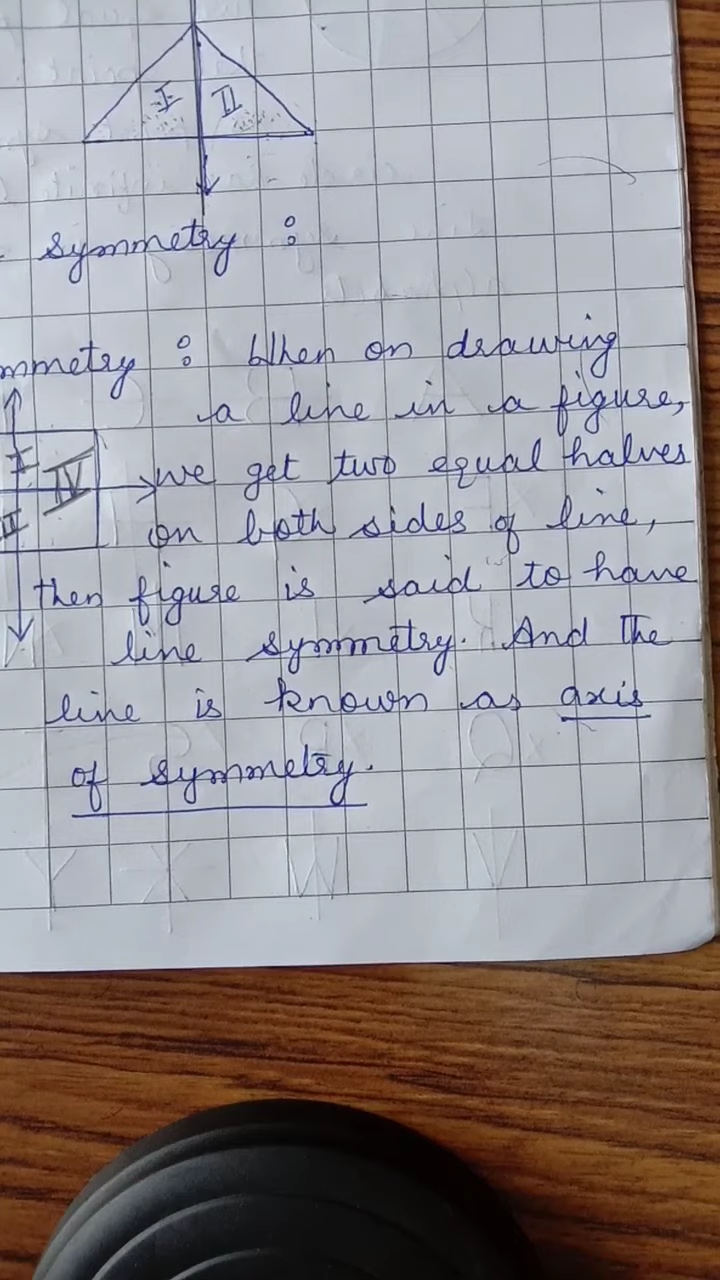 I II
symmetry :
mmetry : When on drawing
a line in a figure,
I IV we get two equal halves
II on both sides of line,
then figure is said to have
line symmetry. And the
line is known as axis
of symmetry.